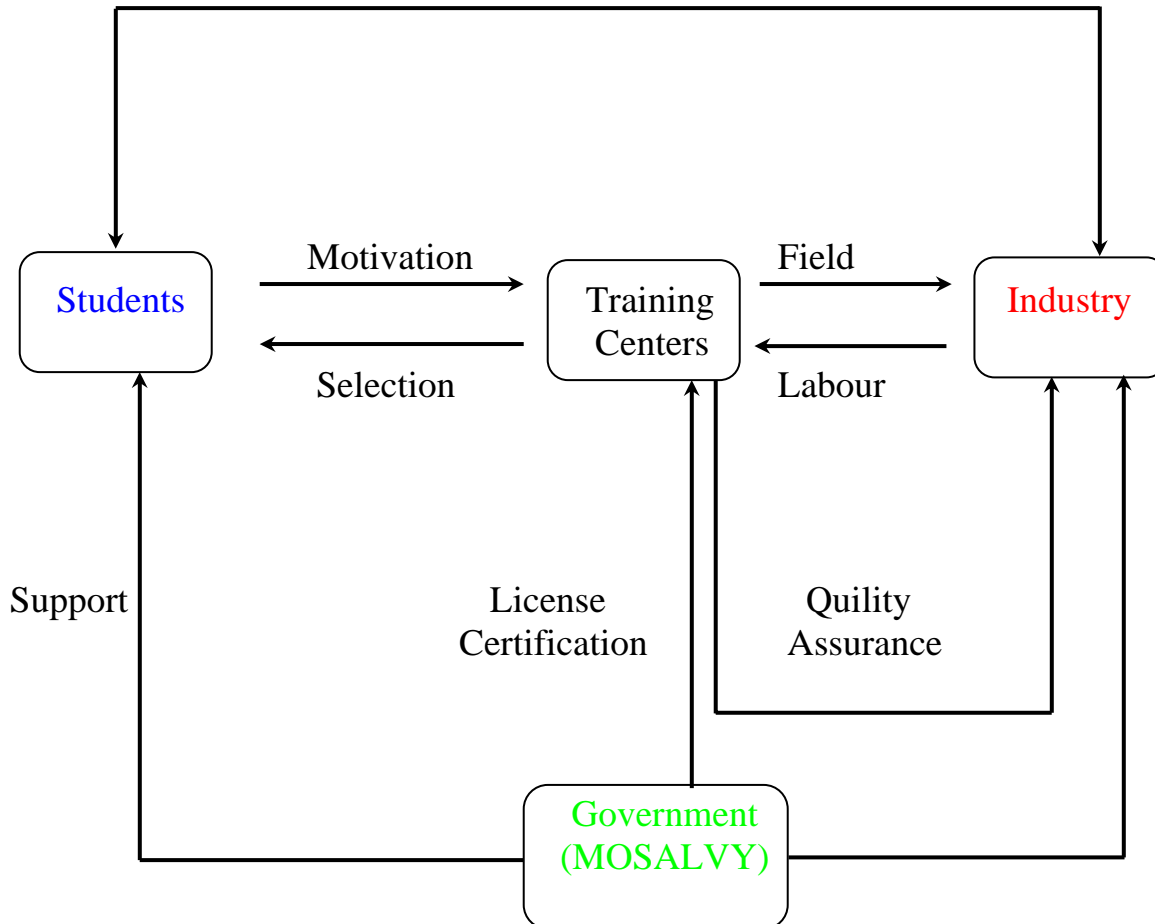 Motivation
Field
Students
Training
Centers
Industry
Selection
Labour
Support
License
Certification
Quility
Assurance
Government
(MOSALVY)